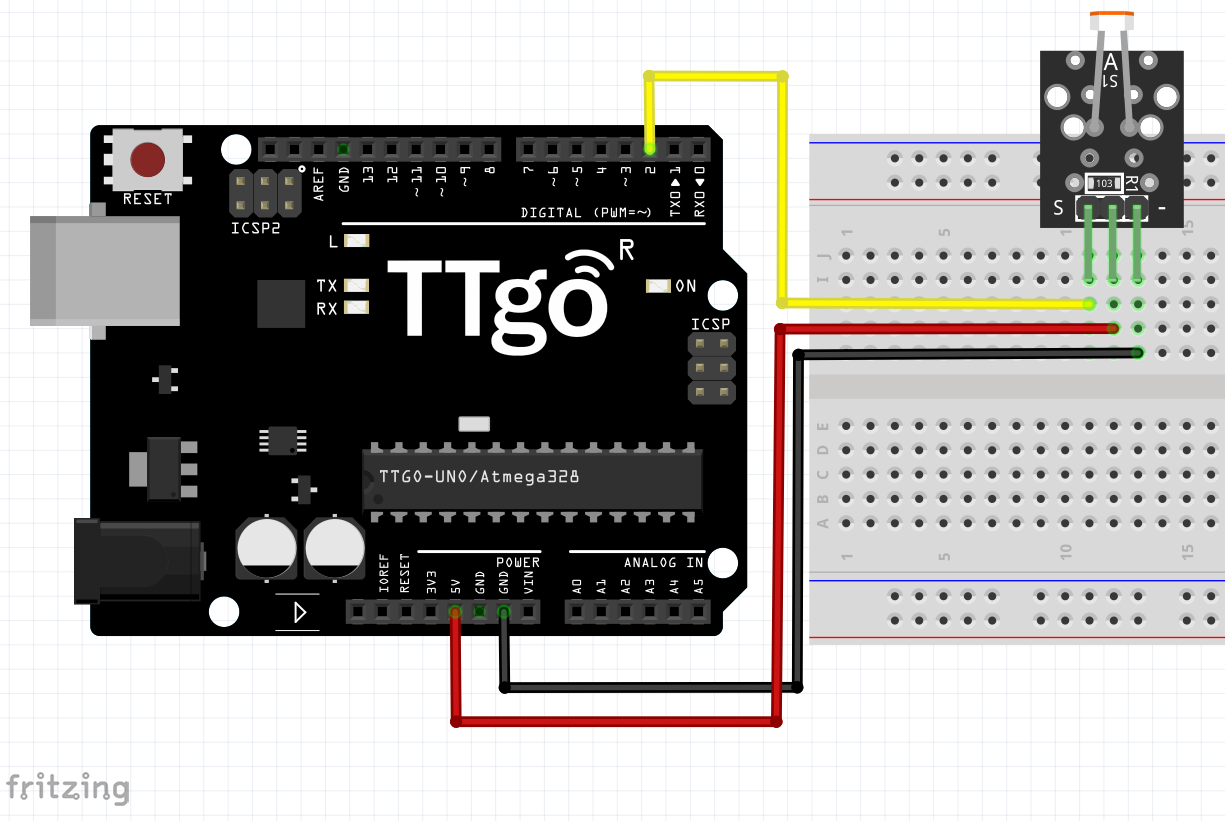 A
S1
103
R1
S
-
RESET
ICSP2
AREF
GND
13
12
~11
~10
~9
8
7
~6
~5
4
~3
2
TX0▶1
RX0◀0
DIGITAL (PWM=~)
L
TX
RX
TTgo
R
ON
ICSP
TTGO-UNO/Atmega328
POWER
ANALOG IN
IOREF
RESET
3V3
5V
GND
GND
VIN
A0
A1
A2
A3
A4
A5
1
5
15
J
I
E
D
C
B
A
1
5
10
15
fritzing